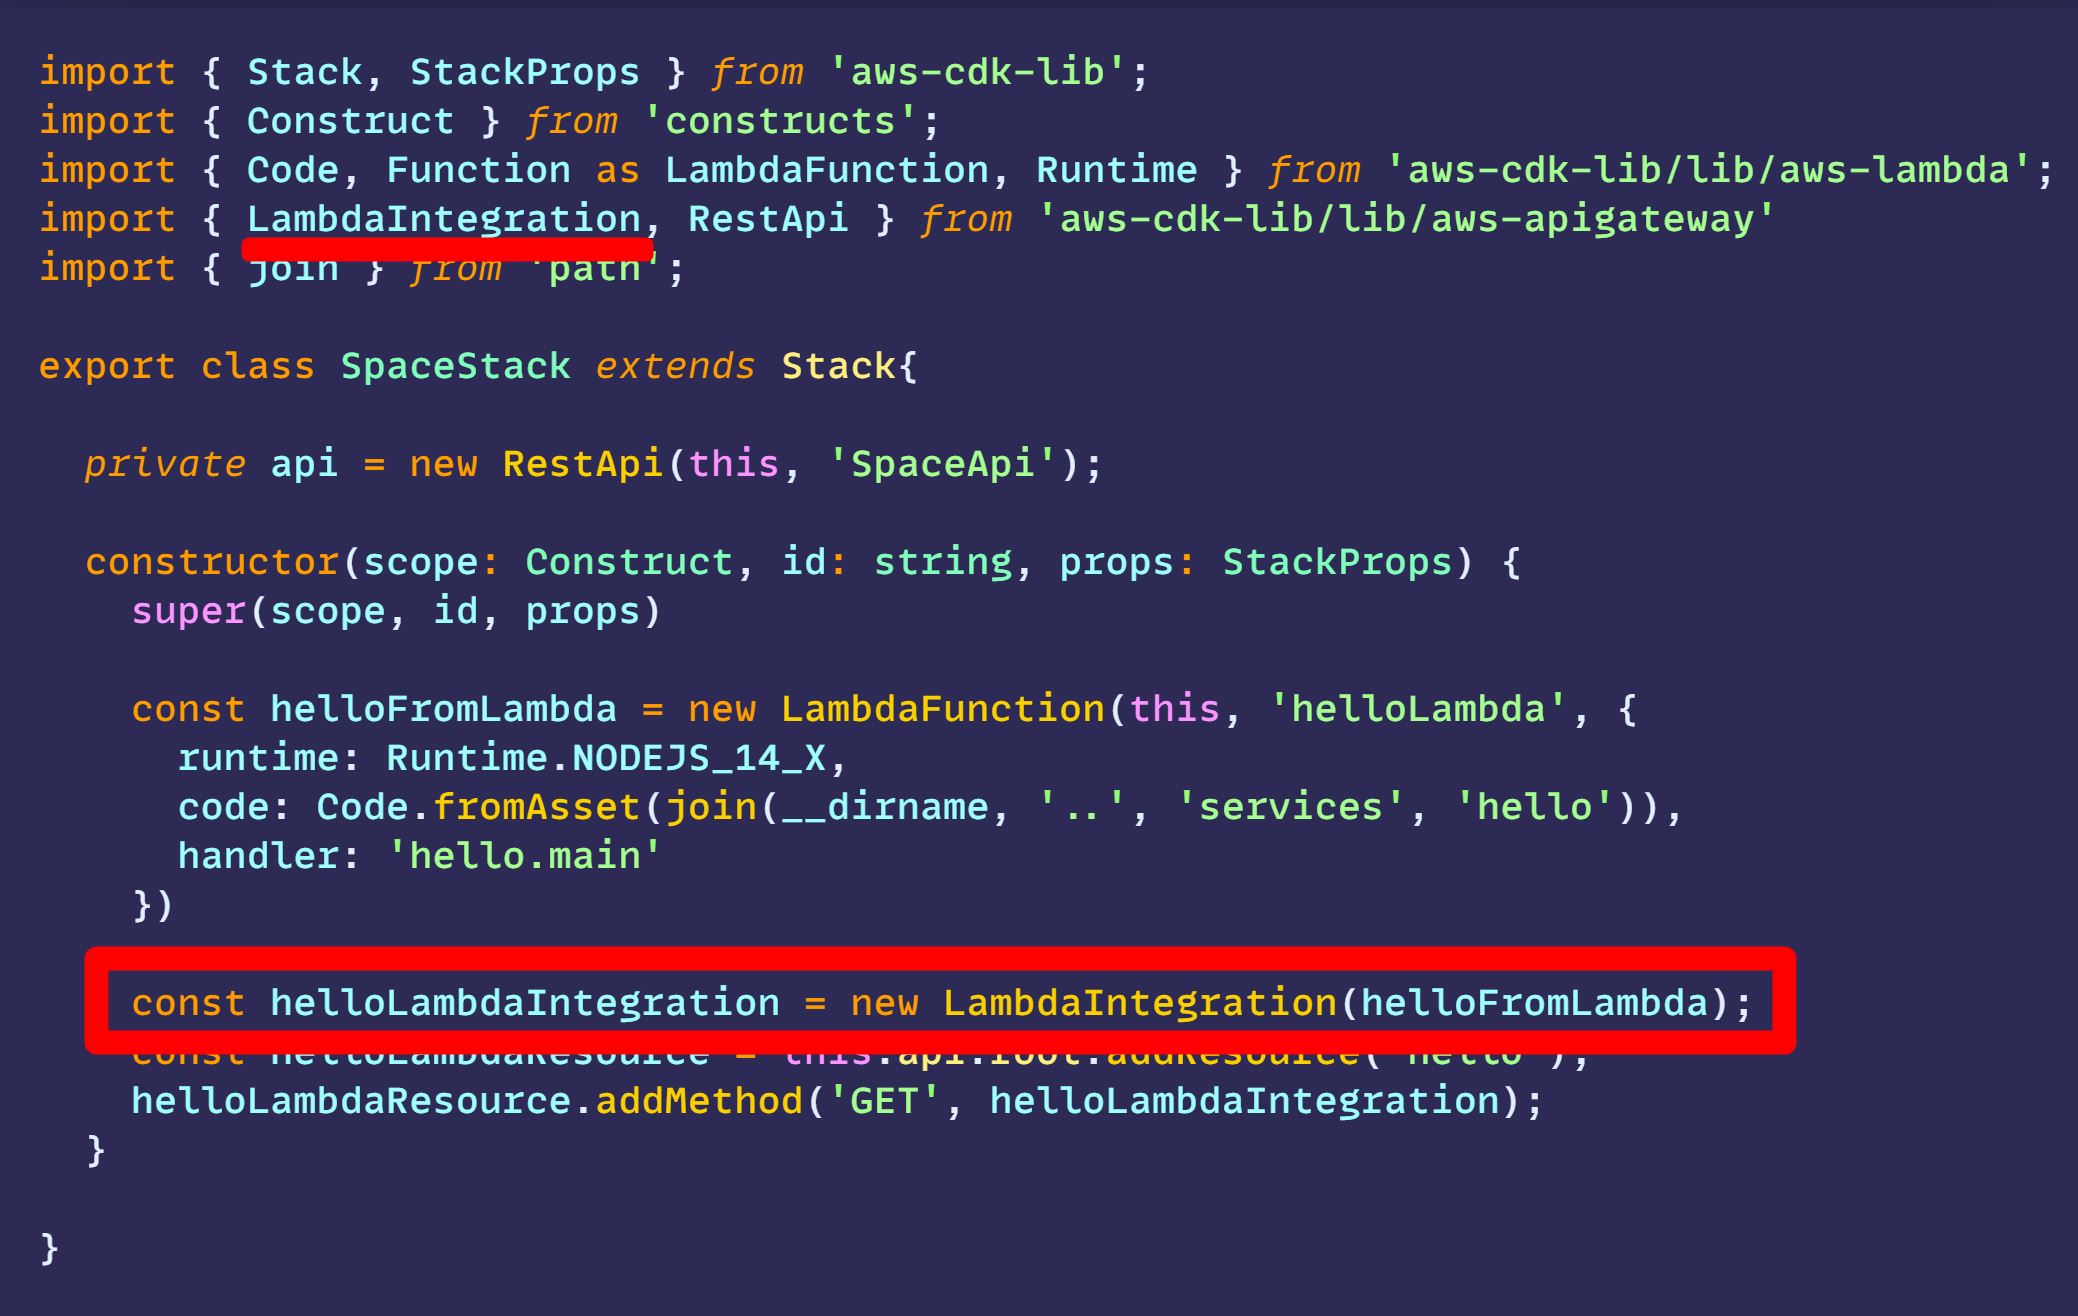 import { Stack, StackProps } from 'aws-cdk-lib';
import { Construct } from 'constructs';
import { Code, Function as LambdaFunction, Runtime } from 'aws-cdk-lib/lib/aws-lambda';
import { LambdaIntegration, RestApi } from 'aws-cdk-lib/lib/aws-apigateway'
import { join } from 'path';
export class SpaceStack extends Stack{
private api = new RestApi(this, 'SpaceApi');
constructor(scope: Construct, id: string, props: StackProps) {
super(scope, id, props)
const helloFromLambda = new LambdaFunction(this, 'helloLambda', {
runtime: Runtime.NODEJS_14_X,
code: Code.fromAsset(join(__dirname, '..', 'services', 'hello')),
handler: 'hello.main'
})
const helloLambdaIntegration = new LambdaIntegration(helloFromLambda);
const helloLambdaResource = this.api.root.addResource('hello');
helloLambdaResource.addMethod('GET', helloLambdaIntegration);
}
}